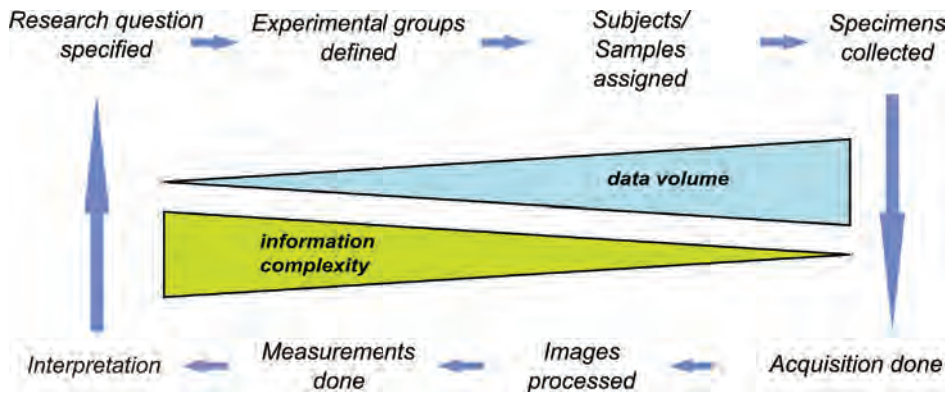 Research question
specified
Experimental groups
defined
Subjects/
Samples
assigned
Specimens
collected
data volume
information
complexity
Interpretation
Measurements
done
Images
processed
Acquisition done